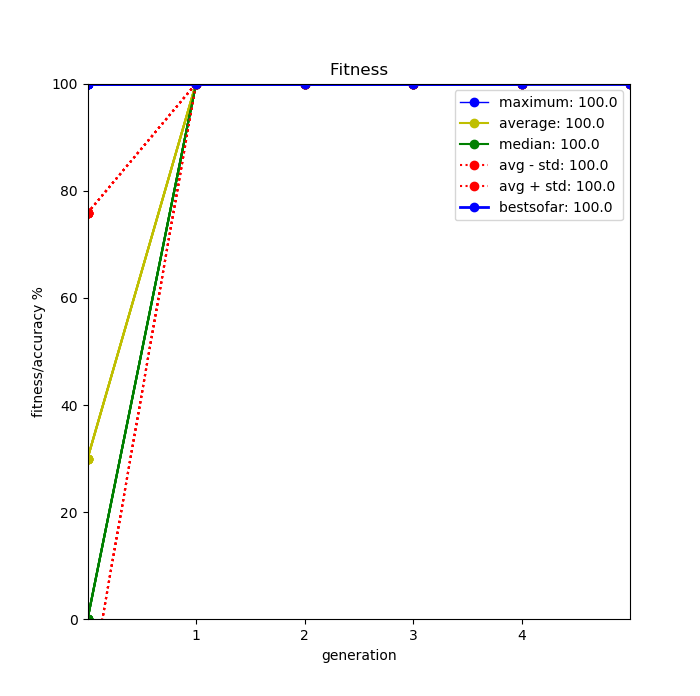 Fitness
100
80
60
40
20
0
fitness/accuracy %
maximum: 100.0
average: 100.0
median: 100.0
avg - std: 100.0
avg + std: 100.0
bestsofar: 100.0
1 2 3 4
generation